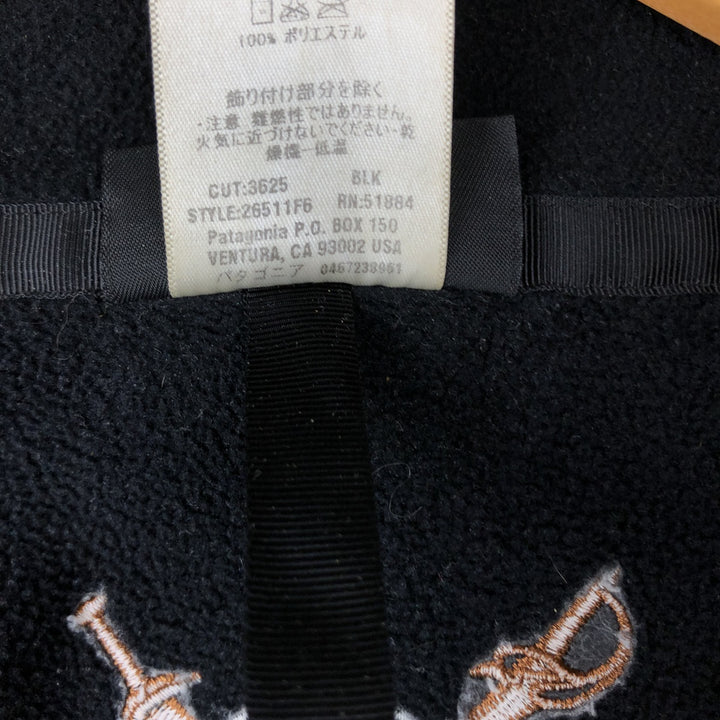 100% ポリエステル
飾り付け部分を除く
・注意 難燃性ではありません。
火気に近づけないでください・乾
燥機一低温
CUT:3625 BLK
STYLE:26511F6 RN:51884
Patagonia P.O. BOX 150
VENTURA, CA 93002 USA
パタゴニア 0467238961